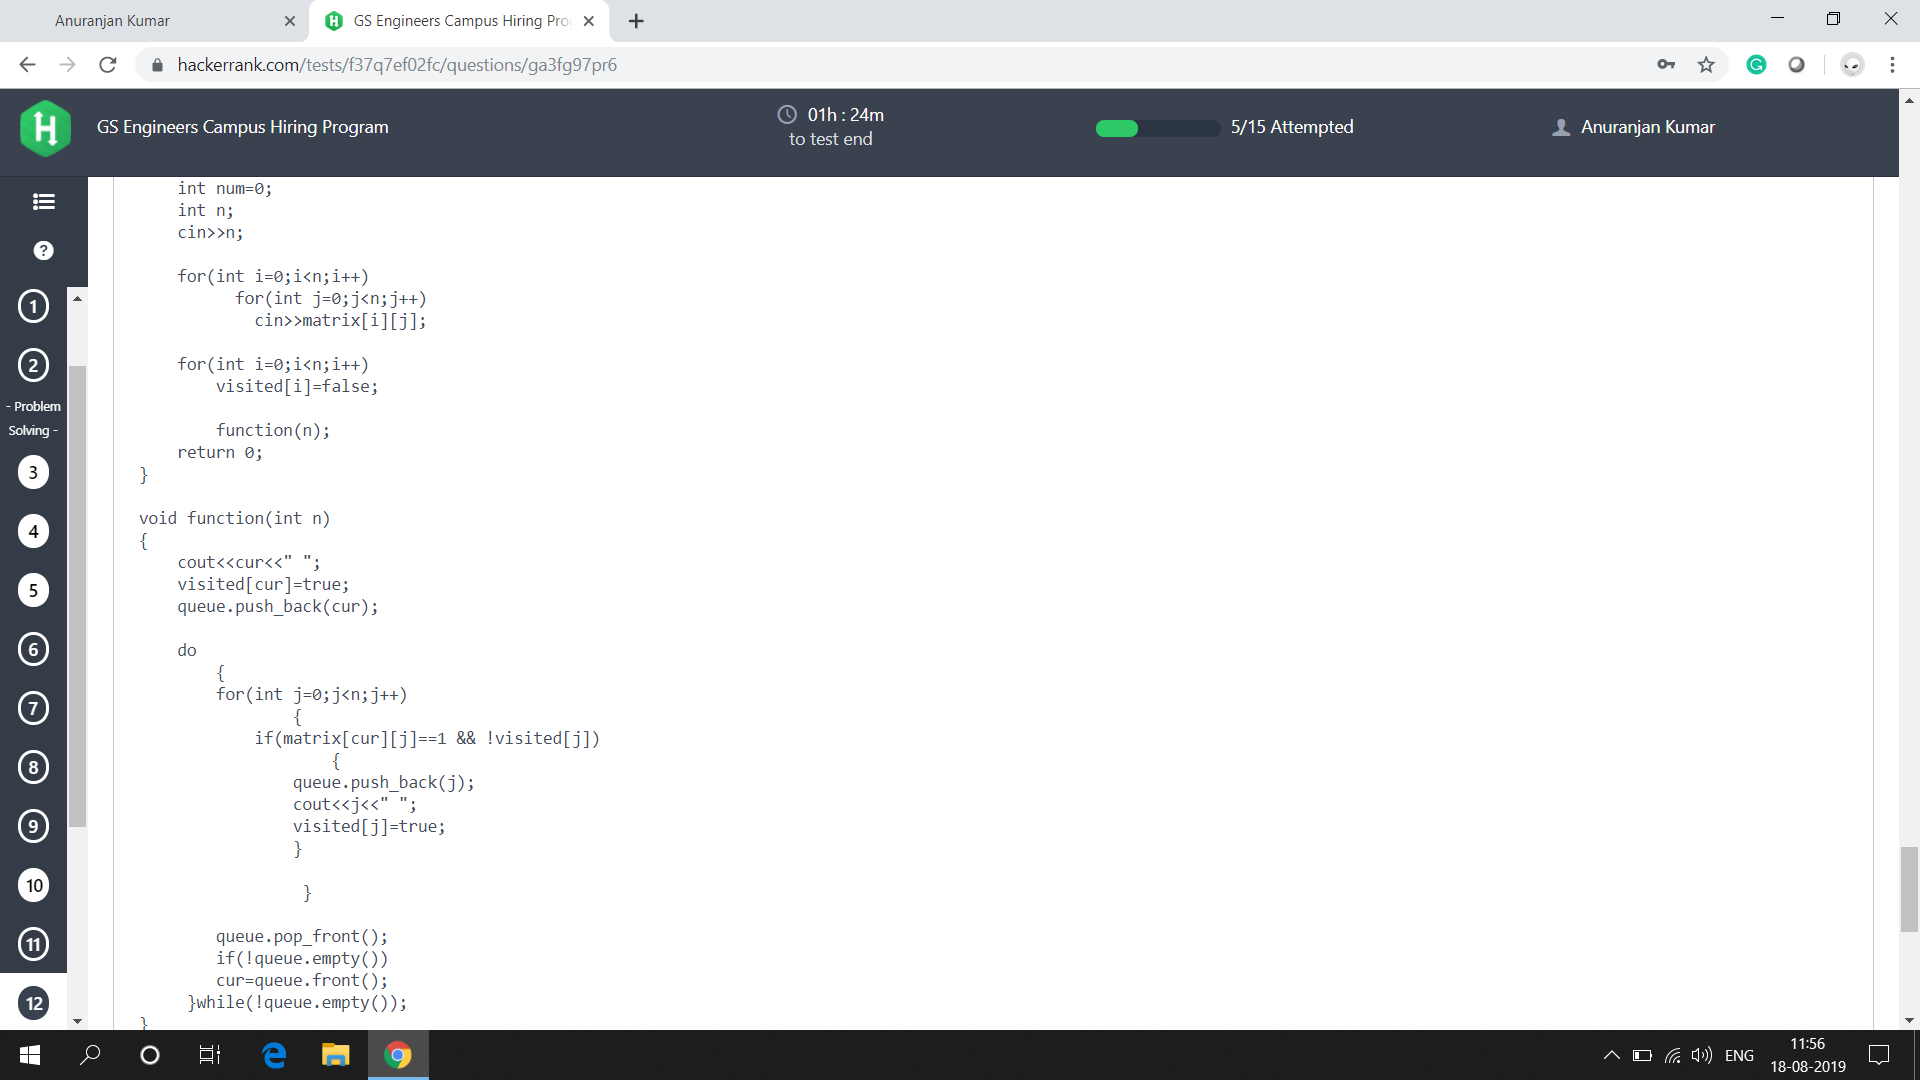 Anuranjan Kumar
GS Engineers Campus Hiring Pro
hackerrank.com/tests/f37q7ef02fc/questions/ga3fg97pr6
GS Engineers Campus Hiring Program
01h : 24m
to test end
5/15 Attempted
Anuranjan Kumar
1
2
- Problem
Solving -
3
4
5
6
7
8
9
10
11
12
int num=0;
int n;
cin>>n;
for(int i=0;i<n;i++)
for(int j=0;j<n;j++)
cin>>matrix[i][j];
for(int i=0;i<n;i++)
visited[i]=false;
function(n);
return 0;
}
void function(int n)
{
cout<<cur<<" ";
visited[cur]=true;
queue.push_back(cur);
do
{
for(int j=0;j<n;j++)
{
if(matrix[cur][j]==1 && !visited[j])
{
queue.push_back(j);
cout<<j<<" ";
visited[j]=true;
}
}
queue.pop_front();
if(!queue.empty())
cur=queue.front();
}while(!queue.empty());
}
ENG
11:56
18-08-2019